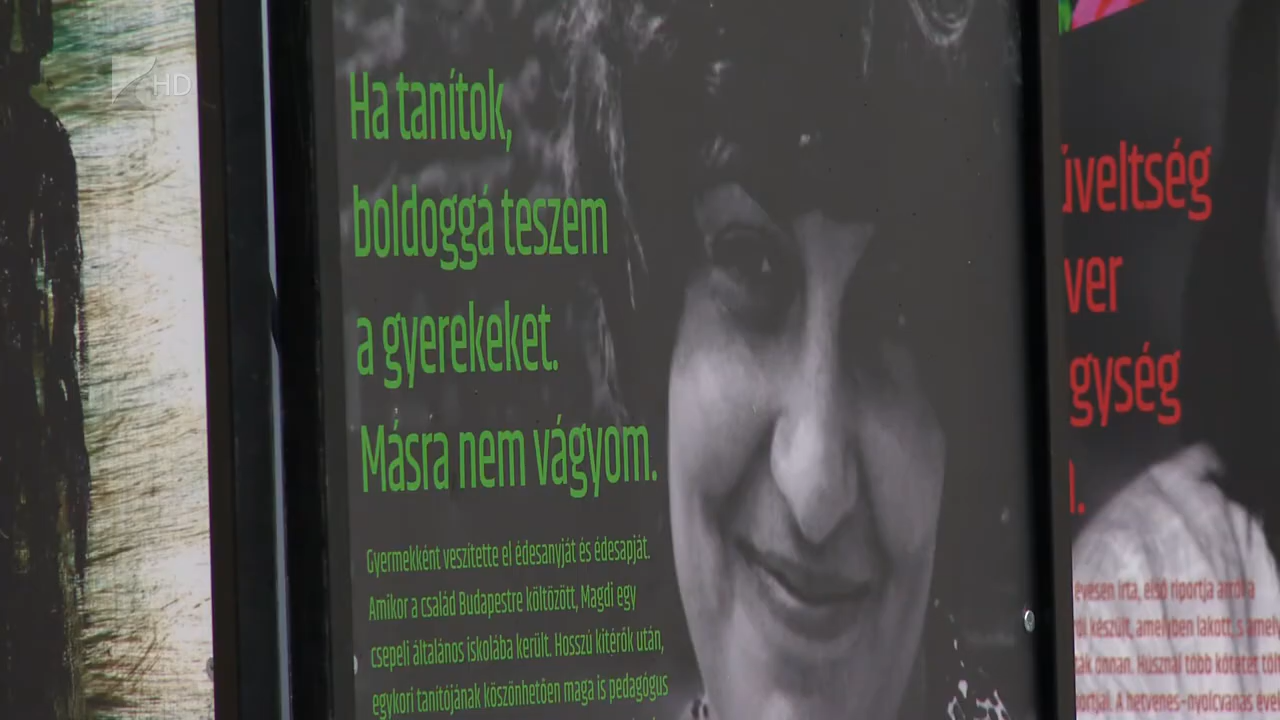 HD
Ha tanítok,
boldoggá teszem
a gyerekeket.
Másra nem vágyom.
Gyermekként veszítette el édesanyját és édesapját.
Amikor a család Budapestre költözött, Magdi egy
csepeli általános iskolába került. Hosszú kitérők után,
egykori tanítójának köszönhetően maga is pedagógus
űveltség
ver
gység
évesen írta, első riportja arról a
készült, amelyben lakott, s
onnan. Húsznál több kötetet
A hetvenes-nyolcvanas